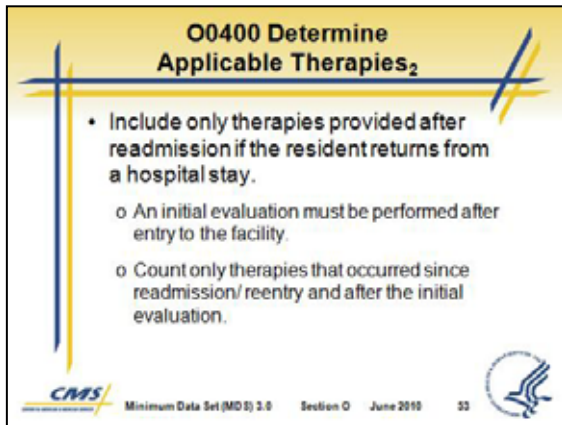 O0400 Determine
Applicable Therapies₂
• Include only therapies provided after
readmission if the resident returns from
a hospital stay.
o An initial evaluation must be performed after
entry to the facility.
o Count only therapies that occurred since
readmission/ reentry and after the initial
evaluation.
CMS
Minimum Data Set (MDS) 3.0 Section O June 2010 53